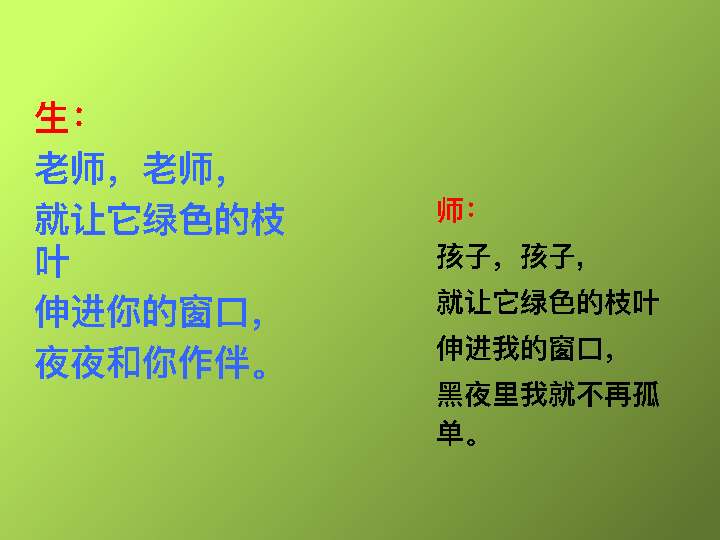 生：
老师，老师，
就让它绿色的枝
叶
伸进你的窗口，
夜夜和你作伴。
师：
孩子，孩子，
就让它绿色的枝叶
伸进我的窗口，
黑夜里我就不再孤
单。